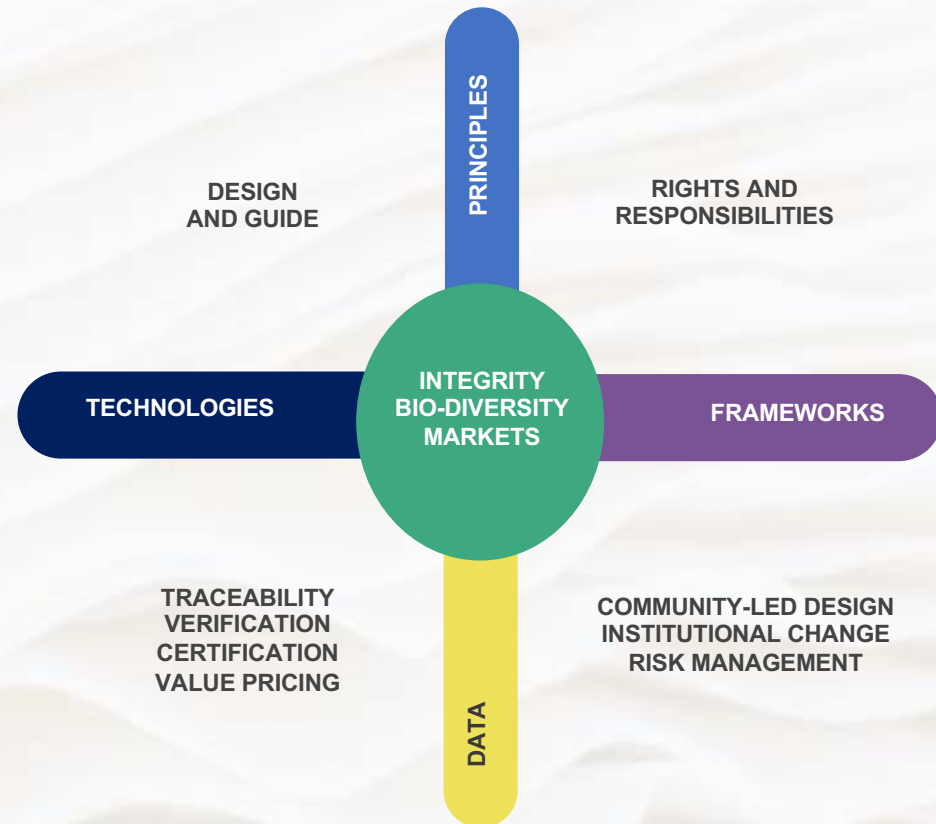 PRINCIPLES
DESIGN
AND GUIDE
RIGHTS AND
RESPONSIBILITIES
TECHNOLOGIES
INTEGRITY
BIO-DIVERSITY
MARKETS
FRAMEWORKS
TRACEABILITY
VERIFICATION
CERTIFICATION
VALUE PRICING
COMMUNITY-LED DESIGN
INSTITUTIONAL CHANGE
RISK MANAGEMENT
DATA